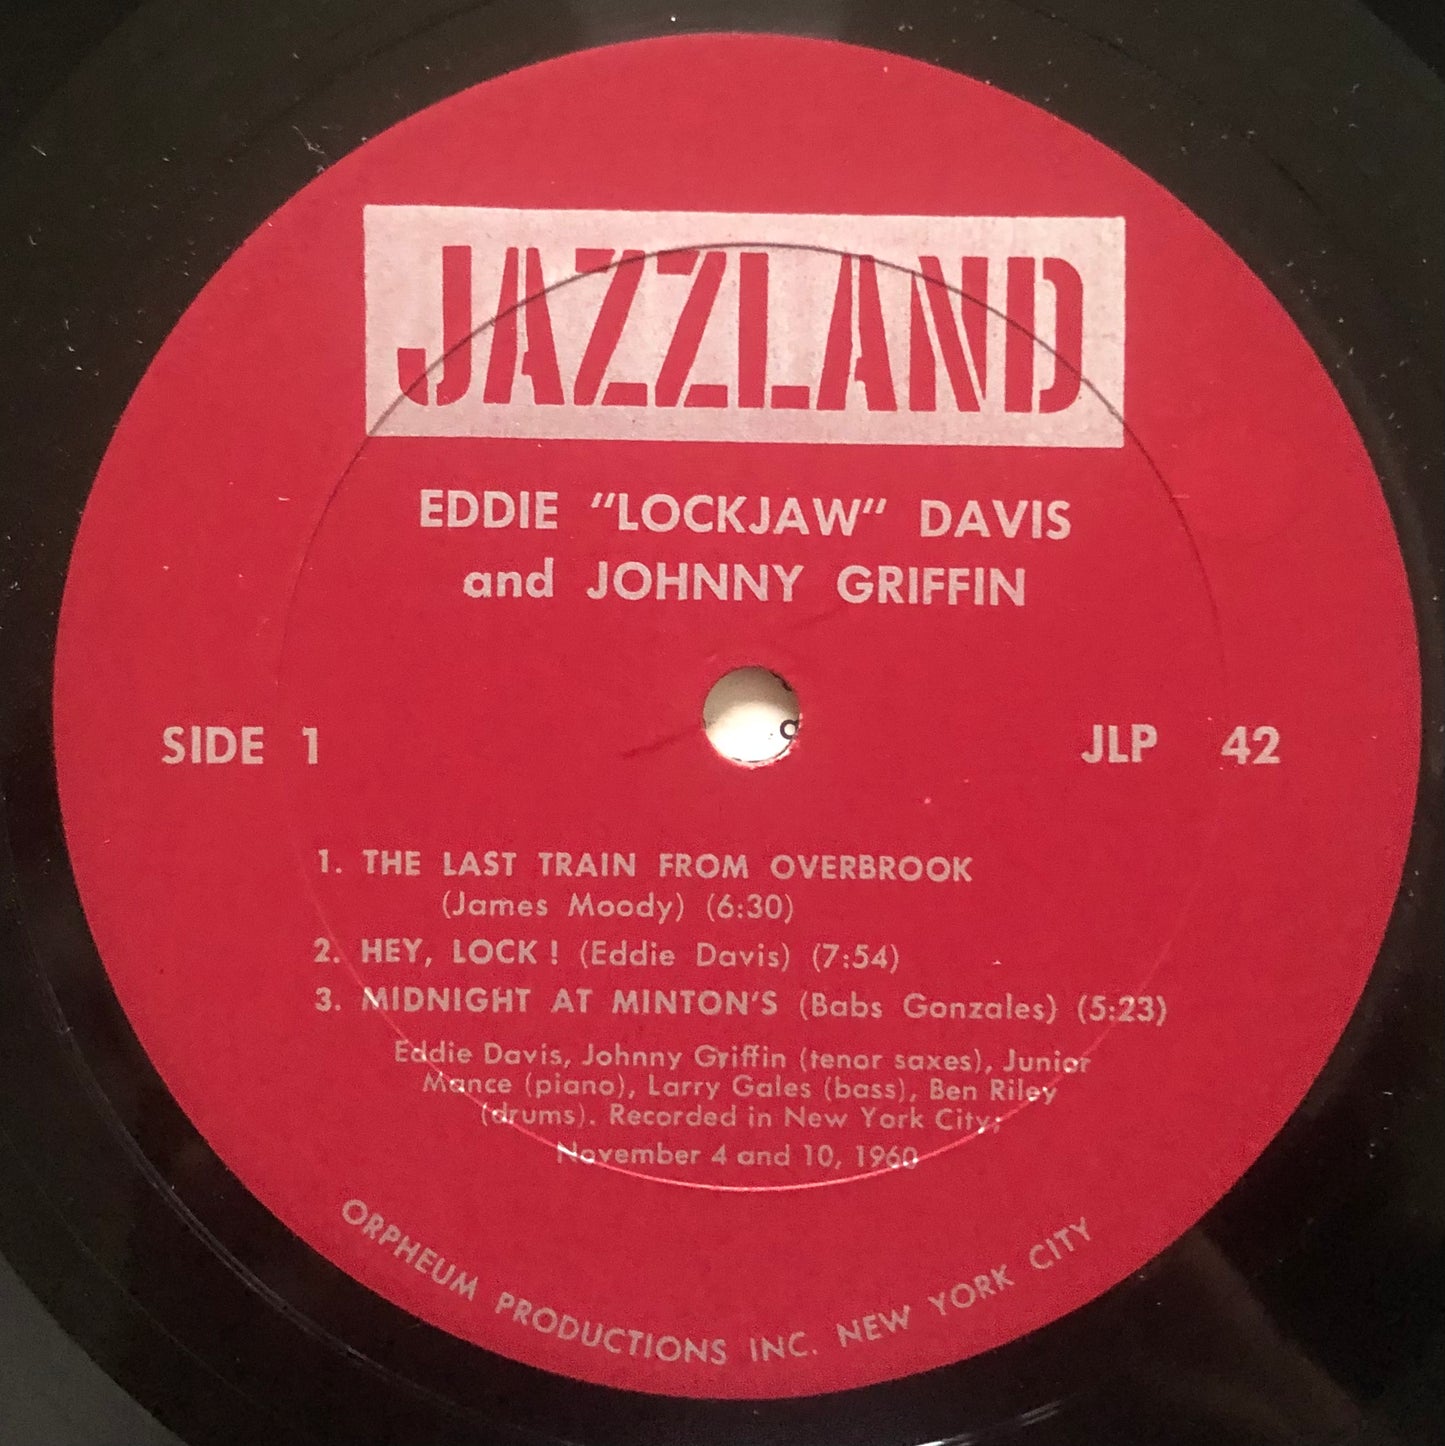 JAZZLAND
EDDIE "LOCKJAW" DAVIS
and JOHNNY GRIFFIN
SIDE 1
JLP 42
1. THE LAST TRAIN FROM OVERBROOK
(James Moody) (6:30)
2. HEY, LOCK! (Eddie Davis) (7:54)
3. MIDNIGHT AT MINTON'S (Babs Gonzales) (5:23)
Eddie Davis, Johnny Griffin (tenor saxes), Junior
Mance (piano), Larry Gales (bass), Ben Riley
(drums). Recorded in New York City;
November 4 and 10, 1960
ORPHEUM PRODUCTIONS INC. NEW YORK CITY